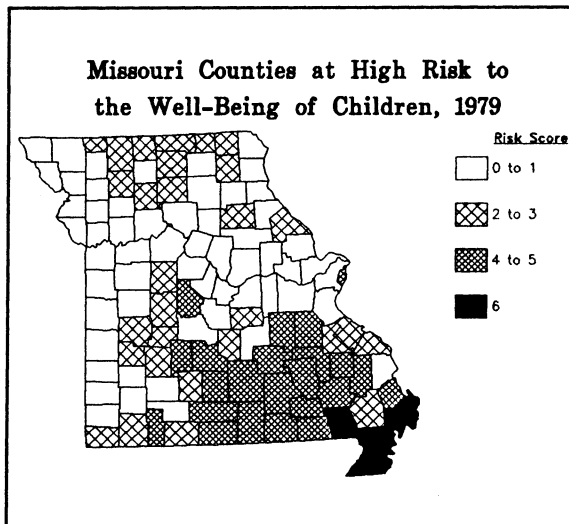 Missouri Counties at High Risk to
the Well-Being of Children, 1979
Risk Score
0 to 1
2 to 3
4 to 5
6